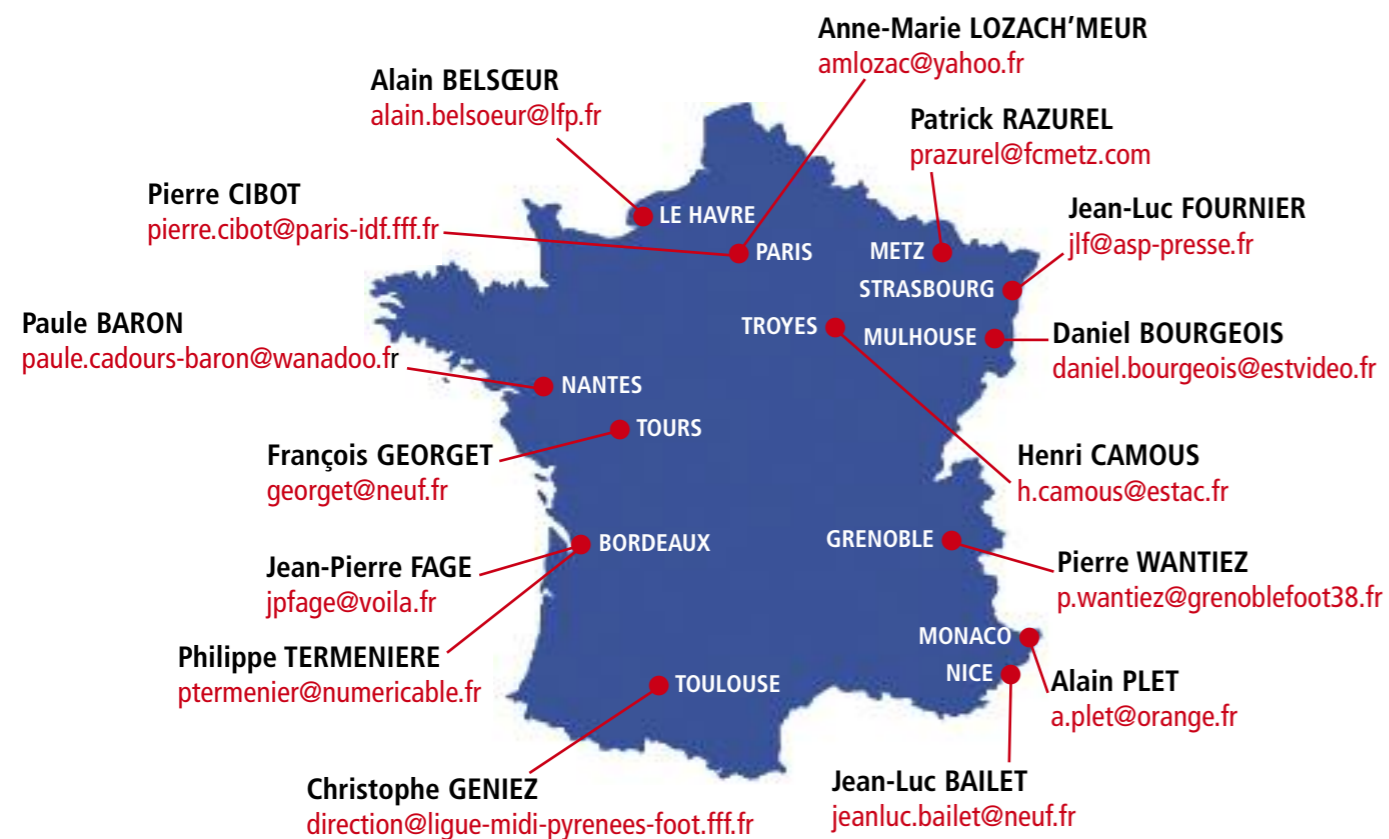 Anne-Marie LOZACH'MEUR
amlozac@yahoo.fr
Alain BELSŒUR
alain.belsoeur@lfp.fr
Patrick RAZUREL
prazurel@fcmetz.com
Pierre CIBOT
pierre.cibot@paris-idf.fff.fr
Jean-Luc FOURNIER
jlf@asp-presse.fr
LE HAVRE
PARIS
METZ
STRASBOURG
TROYES
MULHOUSE
Paule BARON
paule.cadours-baron@wanadoo.fr
Daniel BOURGEOIS
daniel.bourgeois@estvideo.fr
NANTES
TOURS
François GEORGET
georget@neuf.fr
Henri CAMOUS
h.camous@estac.fr
BORDEAUX
GRENOBLE
Jean-Pierre FAGE
jpfage@voila.fr
Pierre WANTIEZ
p.wantiez@grenoblefoot38.fr
Philippe TERMENIERE
ptermenier@numericable.fr
MONACO
NICE
TOULOUSE
Alain PLET
a.plet@orange.fr
Christophe GENIEZ
direction@ligue-midi-pyrenees-foot.fff.fr
Jean-Luc BAILET
jeanluc.bailet@neuf.fr